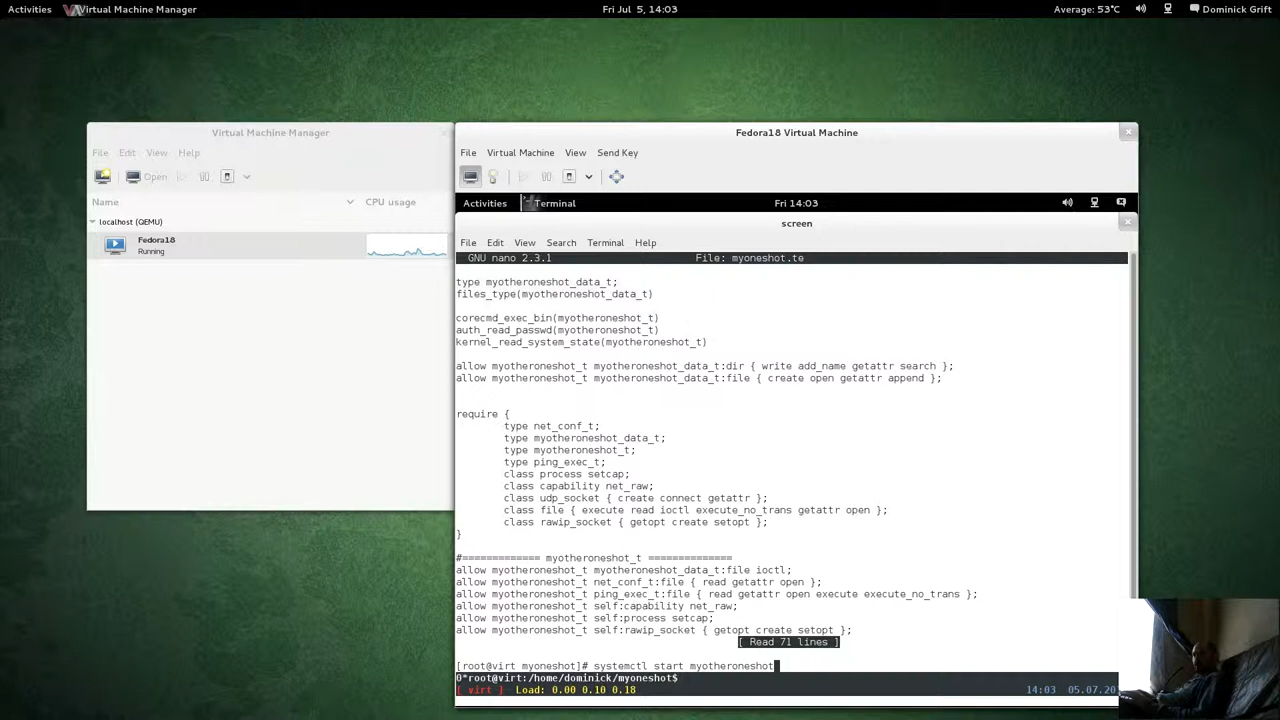 Activities Virtual Machine Manager Fri Jul 5, 14:03 Average: 53°C Dominick Grift
Virtual Machine Manager
File Edit View Help
Open
Name CPU usage
localhost (QEMU)
Fedora18
Running
Fedora18 Virtual Machine
File Virtual Machine View Send Key
Activities Terminal Fri 14:03
screen
File Edit View Search Terminal Help
GNU nano 2.3.1 File: myoneshot.te
type myotheroneshot_data_t;
files_type(myotheroneshot_data_t)
corecmd_exec_bin(myotheroneshot_t)
auth_read_passwd(myotheroneshot_t)
kernel_read_system_state(myotheroneshot_t)
allow myotheroneshot_t myotheroneshot_data_t:dir { write add_name getattr search };
allow myotheroneshot_t myotheroneshot_data_t:file { create open getattr append };
require {
type net_conf_t;
type myotheroneshot_data_t;
type myotheroneshot_t;
type ping_exec_t;
class process setcap;
class capability net_raw;
class udp_socket { create connect getattr };
class file { execute read ioctl execute_no_trans getattr open };
class rawip_socket { getopt create setopt };
}
#============= myotheroneshot_t ==============
allow myotheroneshot_t myotheroneshot_data_t:file ioctl;
allow myotheroneshot_t net_conf_t:file { read getattr open };
allow myotheroneshot_t ping_exec_t:file { read getattr open execute execute_no_trans };
allow myotheroneshot_t self:capability net_raw;
allow myotheroneshot_t self:process setcap;
allow myotheroneshot_t self:rawip_socket { getopt create setopt };
[ Read 71 lines ]
[root@virt myoneshot]# systemctl start myotheroneshot
0*root@virt:/home/dominick/myoneshot$
[ virt ] Load: 0.00 0.10 0.18 14:03 05.07.20